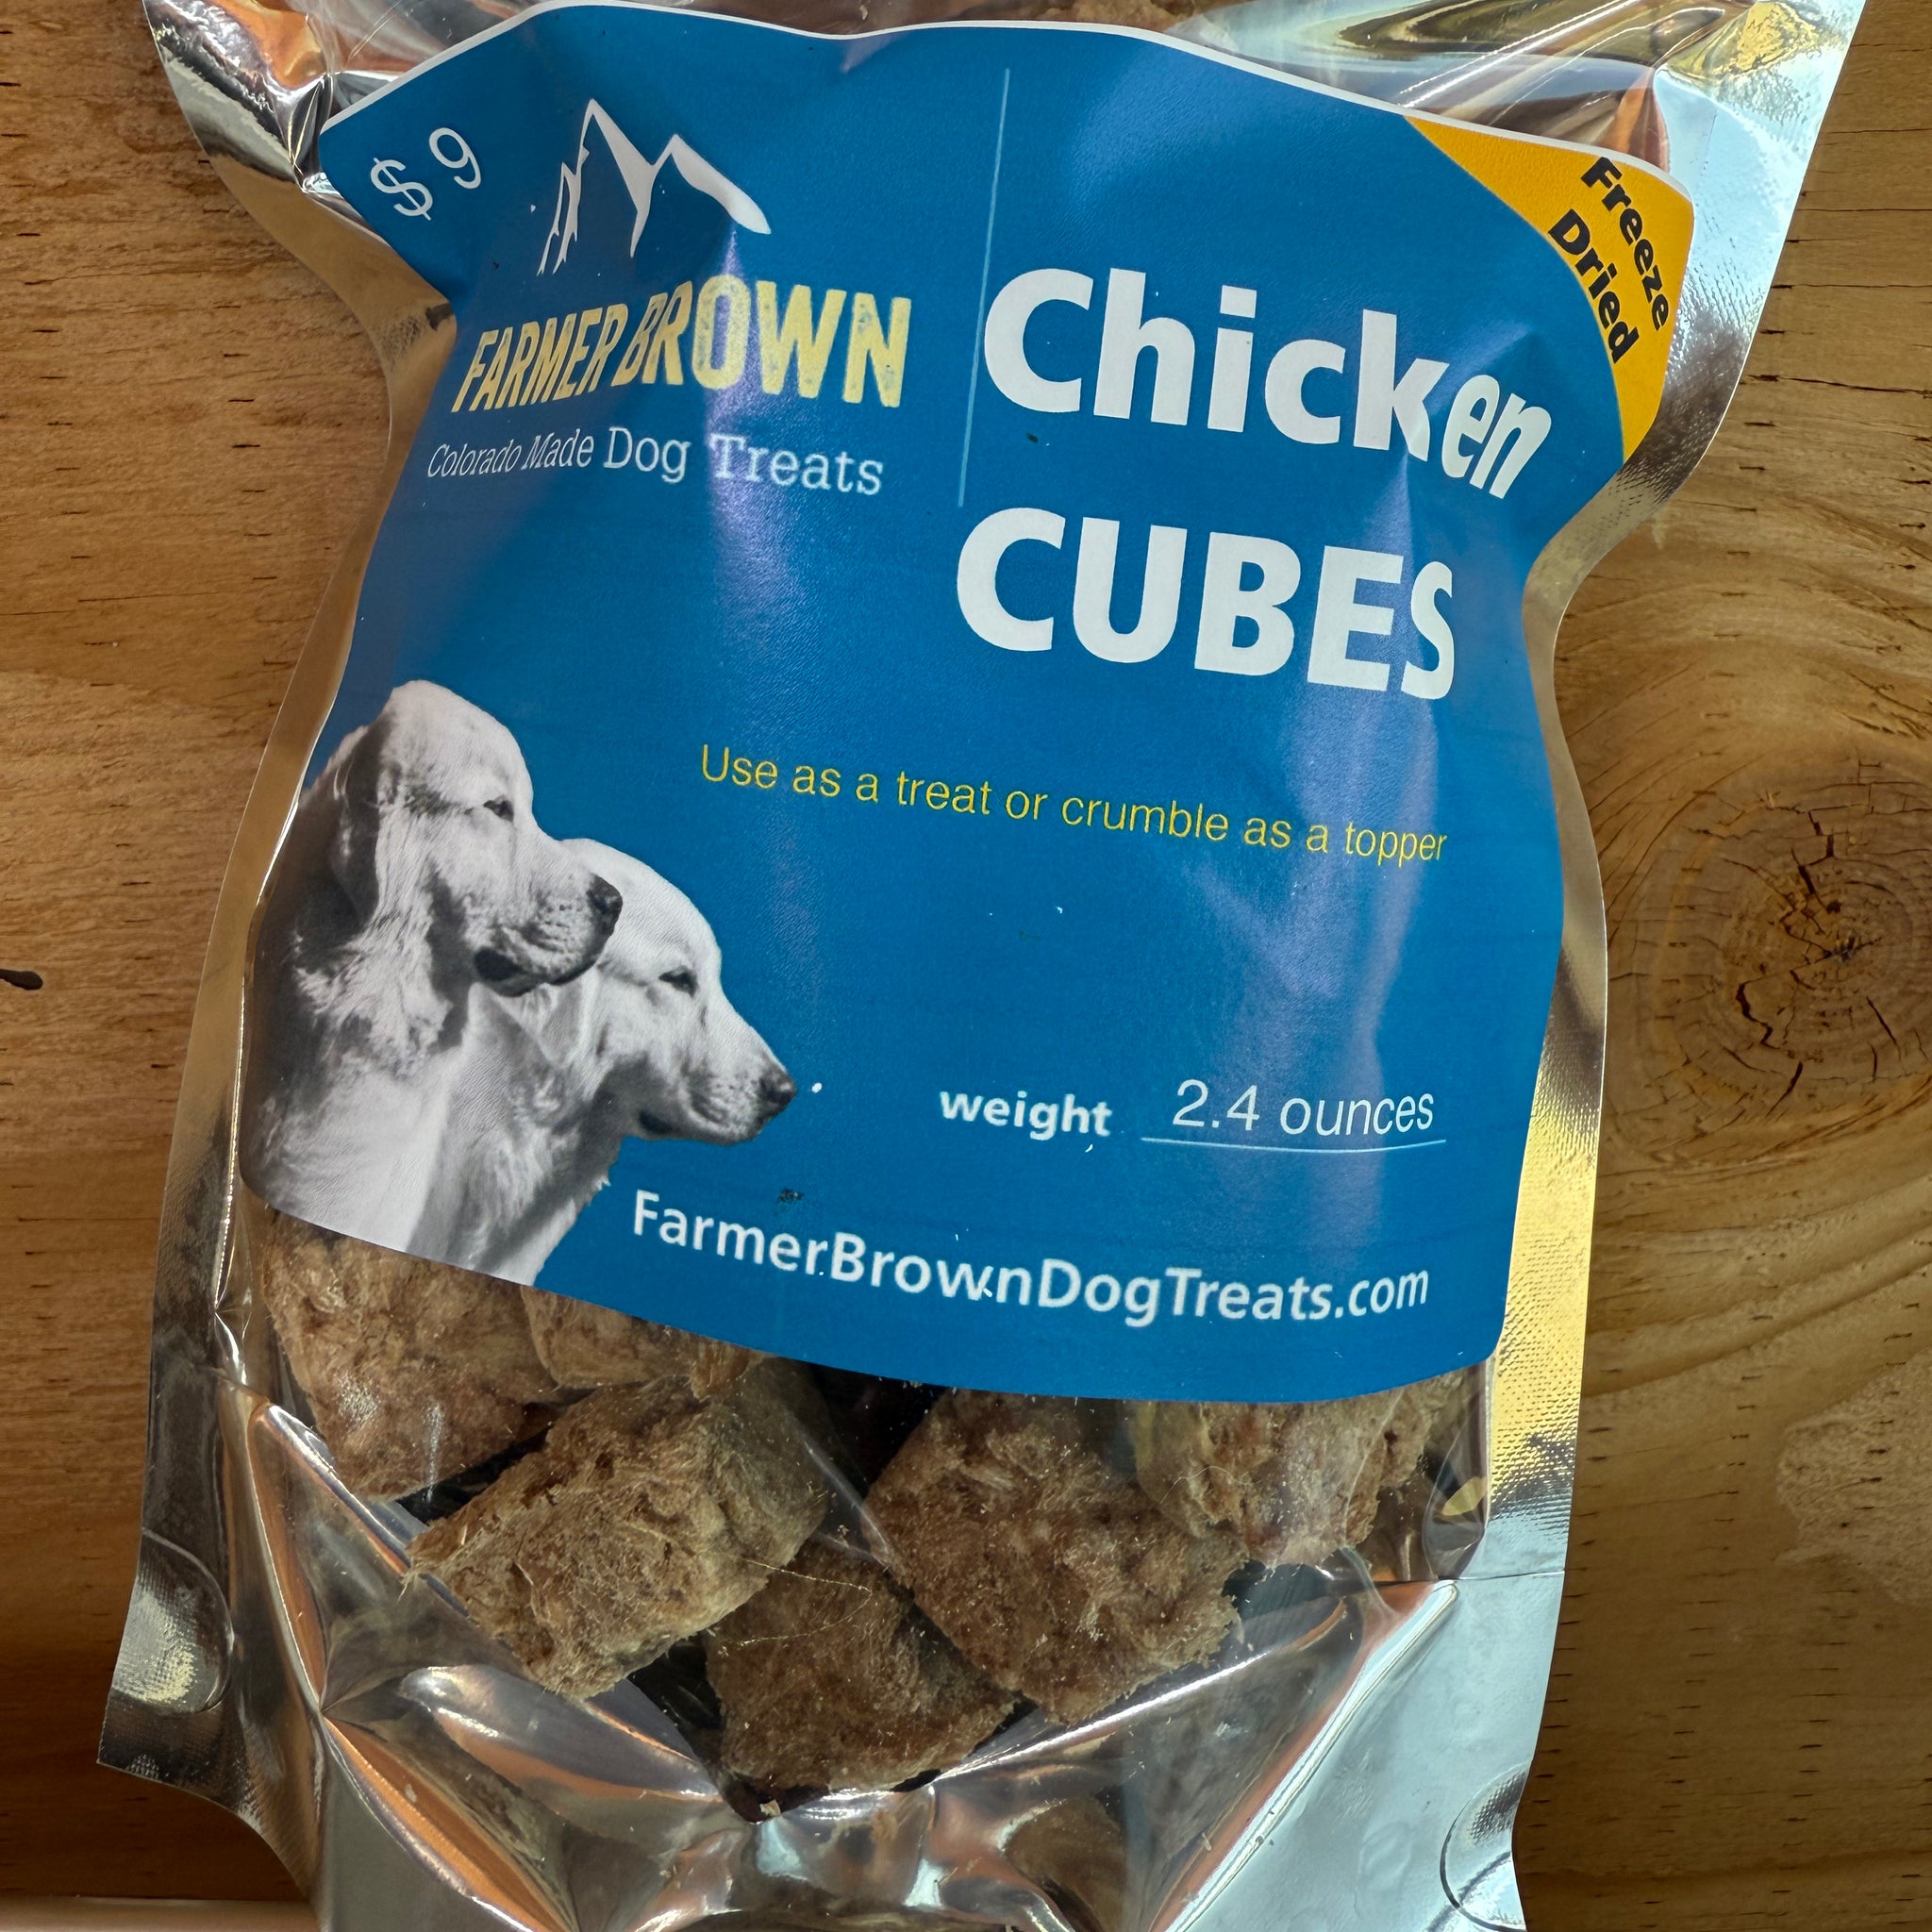 $ 9
FARMER BROWN
Colorado Made Dog Treats
Chicken
CUBES
Freeze
Dried
Use as a treat or crumble as a topper
weight 2.4 ounces
FarmerBrownDogTreats.com